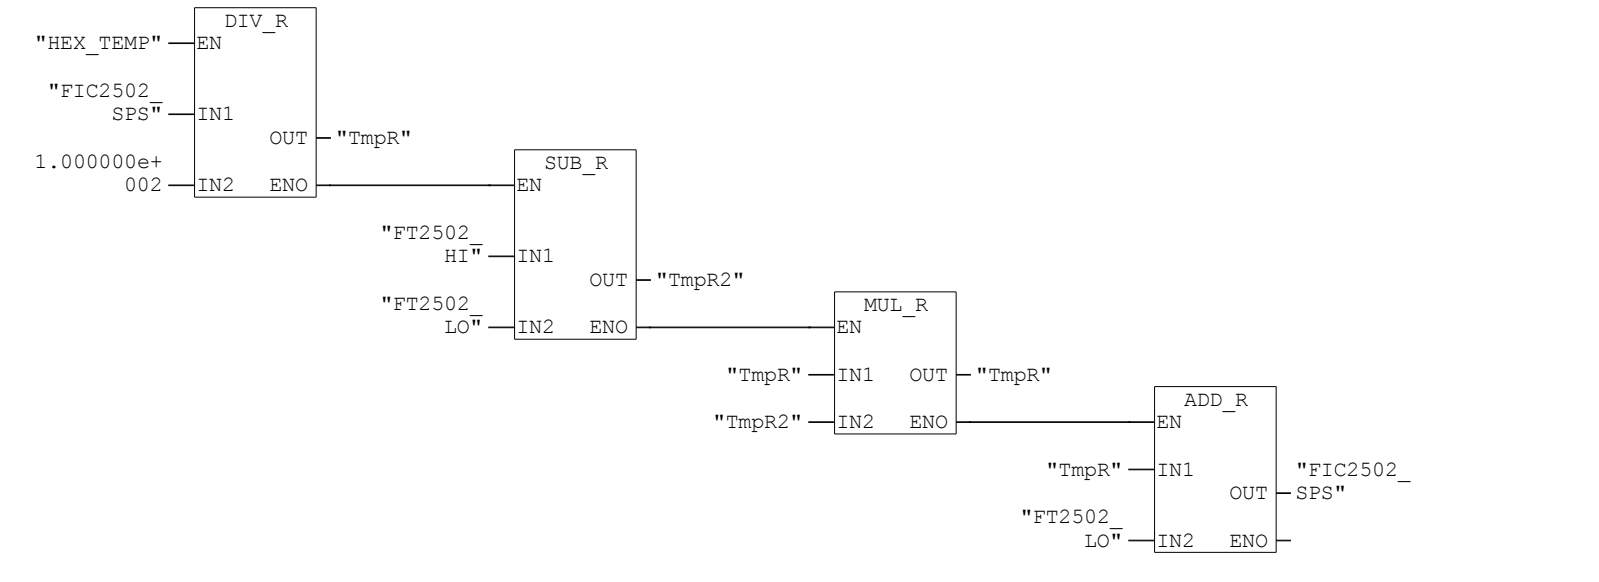 DIV_R
"HEX_TEMP" EN
"FIC2502_
SPS" IN1
OUT "TmpR"
1.000000e+
002 IN2 ENO
SUB_R
EN
"FT2502_
HI" IN1
OUT "TmpR2"
"FT2502_
LO" IN2 ENO
MUL_R
EN
"TmpR" IN1 OUT "TmpR"
"TmpR2" IN2 ENO
ADD_R
EN
"TmpR" IN1
"FIC2502_
OUT SPS"
"FT2502_
LO" IN2 ENO